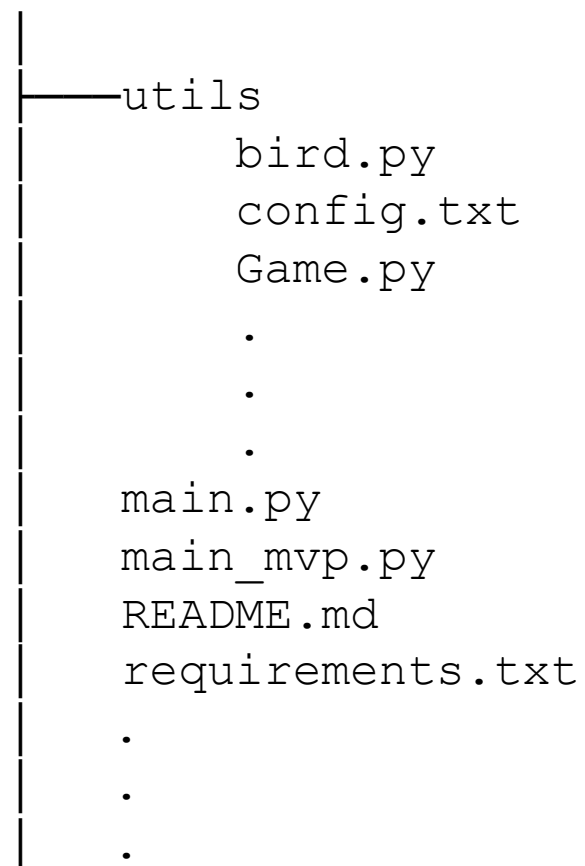 utils
bird.py
config.txt
Game.py
.
.
.
main.py
main_mvp.py
README.md
requirements.txt
.
.
.